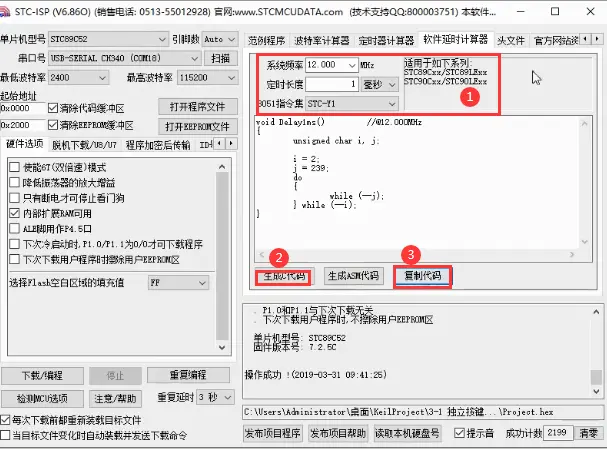 STC-ISP (V6.86O) (销售电话: 0513-55012928) 官网:www.STCMCUDATA.com (技术支持QQ:800003751) 本软件...
单片机型号 STC89C52 引脚数 Auto
串口号 USB-SERIAL CH340 (COM18) 扫描
最低波特率 2400 最高波特率 115200
起始地址
0x0000 清除代码缓冲区 打开程序文件
0x2000 清除EEPROM缓冲区 打开EEPROM文件
硬件选项 脱机下载/U8/U7 程序加密后传输 ID
使能6T(双倍速)模式
降低振荡器的放大增益
只有断电才可停止看门狗
内部扩展RAM可用
ALE脚用作P4.5口
下次冷启动时,P1.0/P1.1为0/0才可下载程序
下次下载用户程序时擦除用户EEPROM区
选择Flash空白区域的填充值 FF
下载/编程 停止 重复编程
检测MCU选项 注意/帮助 重复延时 3 秒
每次下载前都重新装载目标文件
当目标文件变化时自动装载并发送下载命令
范例程序 波特率计算器 定时器计算器 软件延时计算器 头文件 官方网站
系统频率 12.000 MHz
定时长度 1 毫秒
8051指令集 STC-Y1
适用于如下系列:
STC89Cxx/STC89LExx
STC90Cxx/STC90LExx
1
void Delay1ms() //@12.000MHz
{
unsigned char i, j;
i = 2;
j = 239;
do
{
while (--j);
} while (--i);
}
2
3
生成C代码 生成ASM代码 复制代码
. P1.0和P1.1与下次下载无关
. 下次下载用户程序时,不擦除用户EEPROM区
单片机型号: STC89C52
固件版本号: 7.2.5C
操作成功 !(2019-03-31 09:41:25)
C:\Users\Administrator\桌面\KeilProject\3-1 独立按键...\Project.hex
发布项目程序 发布项目帮助 读取本机硬盘号 提示音 成功计数 2199 清零